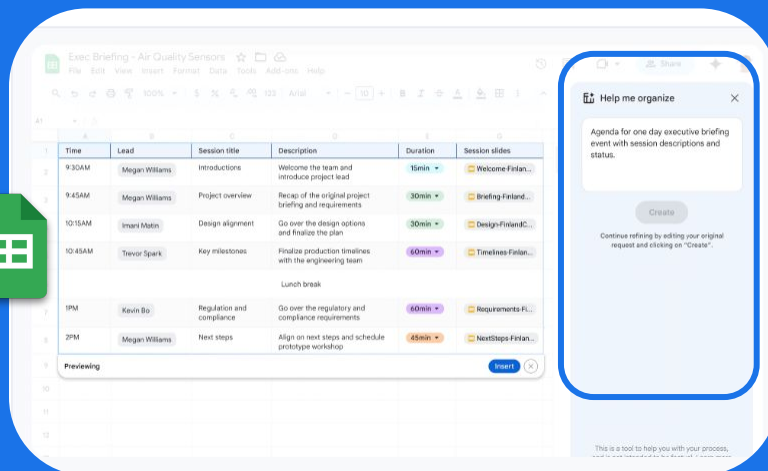 Exec Briefing - Air Quality Sensors
File Edit View Insert Format Data Tools Add-ons Help
Share
100% $ % 123 Arial 10 B I
A1
A B C D E
Time Lead Session title Description Duration Session slides
9:30AM Megan Williams Introductions Welcome the team and introduce project lead 15min Welcome-Finlan...
9:45AM Megan Williams Project overview Recap of the original project briefing and requirements 30min Briefing-Finland...
10:15AM Imani Matin Design alignment Go over the design options and finalize the plan 30min Design-FinlandC...
10:45AM Trevor Spark Key milestones Finalize production timelines with the engineering team 60min Timelines-Finlan...
Lunch break
1PM Kevin Bo Regulation and compliance Go over the regulatory and compliance requirements 60min Requirements-Fi...
2PM Megan Williams Next steps Align on next steps and schedule prototype workshop 45min NextSteps-Finlan...
Previewing Insert
10
11
12
Help me organize
Agenda for one day executive briefing
event with session descriptions and
status.
Create
Continue refining by editing your original
request and clicking on "Create".
This is a tool to help you with your process,